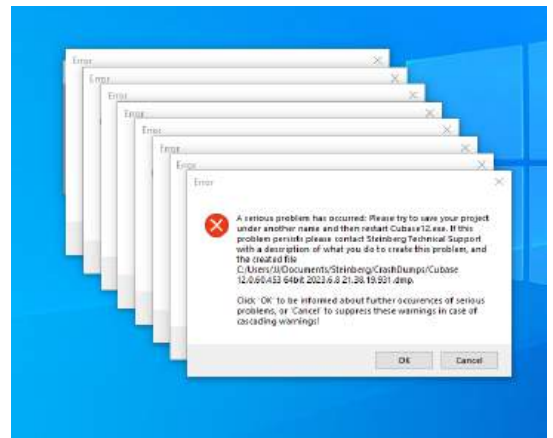 Error
Error
Error
Error
Error
Error
Error
Error
A serious problem has occurred: Please try to save your project
under another name and then restart Cubase12.exe. If this
problem persists please contact Steinberg Technical Support
with a description of what you do to create this problem, and
the created file
C:/Users/JJ/Documents/Steinberg/CrashDumps/Cubase
12.0.60.453 64bit 2023.6.8 21.38.19.931 .dmp.
Click 'OK' to be informed about further occurences of serious
problems, or 'Cancel' to suppress these warnings in case of
cascading warnings!
OK Cancel